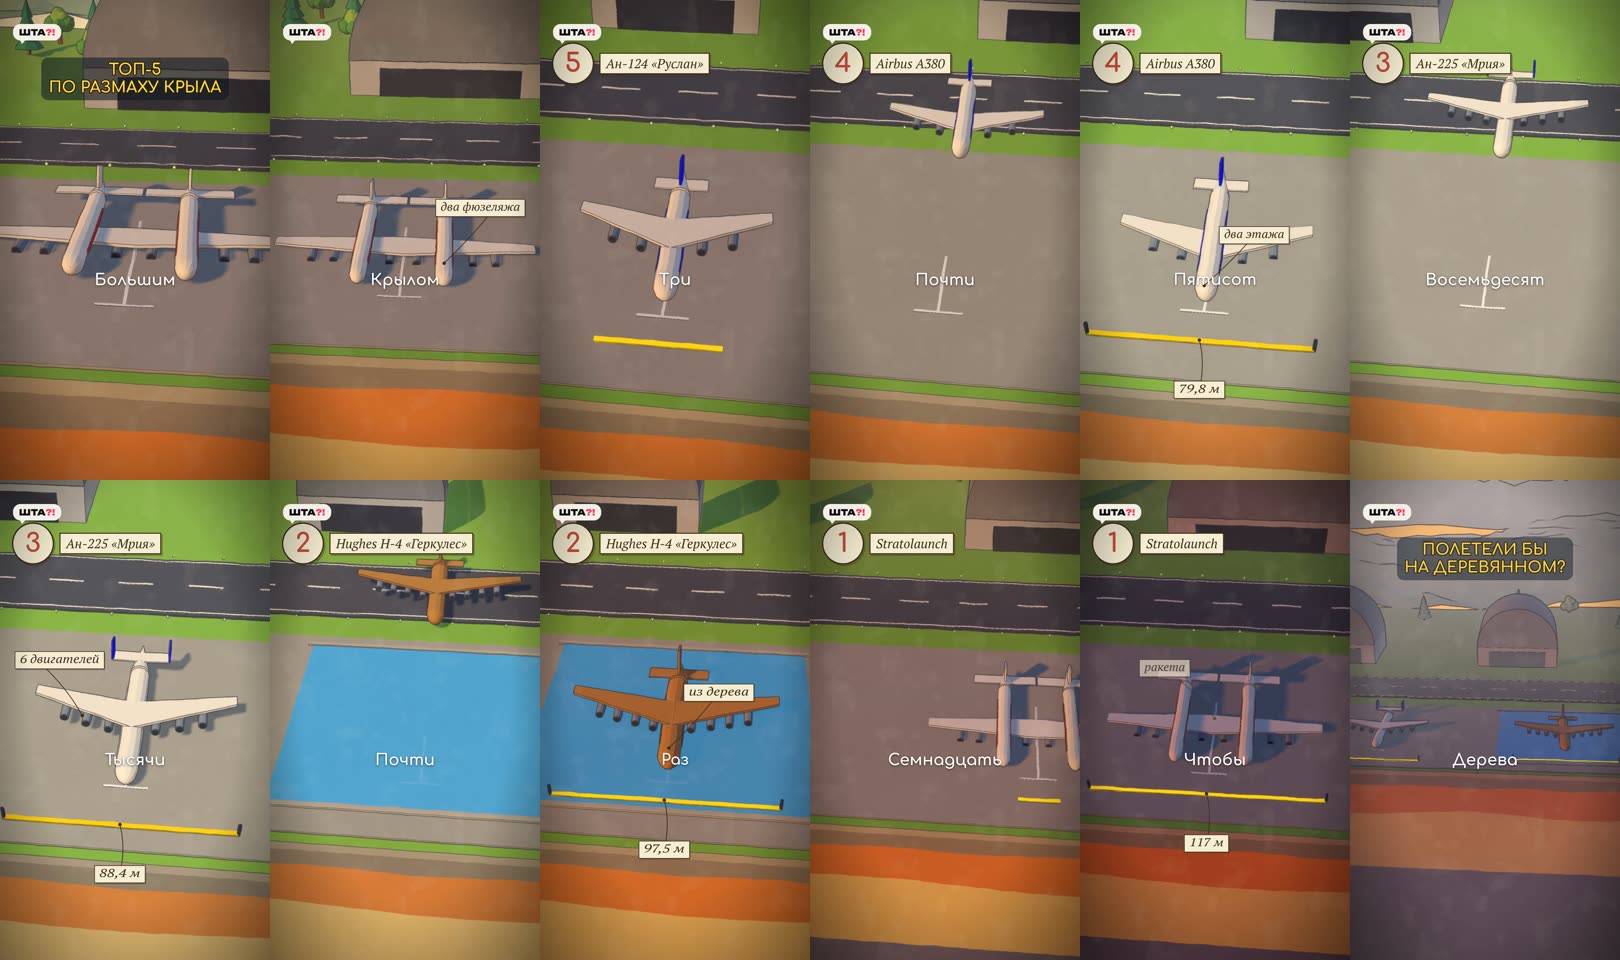 ШТА?!
ТОП-5
ПО РАЗМАХУ КРЫЛА
Большим
ШТА?!
два фюзеляжа
Крылом
ШТА?!
5
Ан-124 «Руслан»
Три
ШТА?!
4
Airbus A380
Почти
ШТА?!
4
Airbus A380
два этажа
Пятисот
79,8 м
ШТА?!
3
Ан-225 «Мрия»
Восемьдесят
ШТА?!
3
Ан-225 «Мрия»
6 двигателей
Тысячи
88,4 м
ШТА?!
2
Hughes H-4 «Геркулес»
Почти
ШТА?!
2
Hughes H-4 «Геркулес»
из дерева
Раз
97,5 м
ШТА?!
1
Stratolaunch
Семнадцать
ШТА?!
1
Stratolaunch
ракета
Чтобы
117 м
ШТА?!
ПОЛЕТЕЛИ БЫ
НА ДЕРЕВЯННОМ?
Дерева